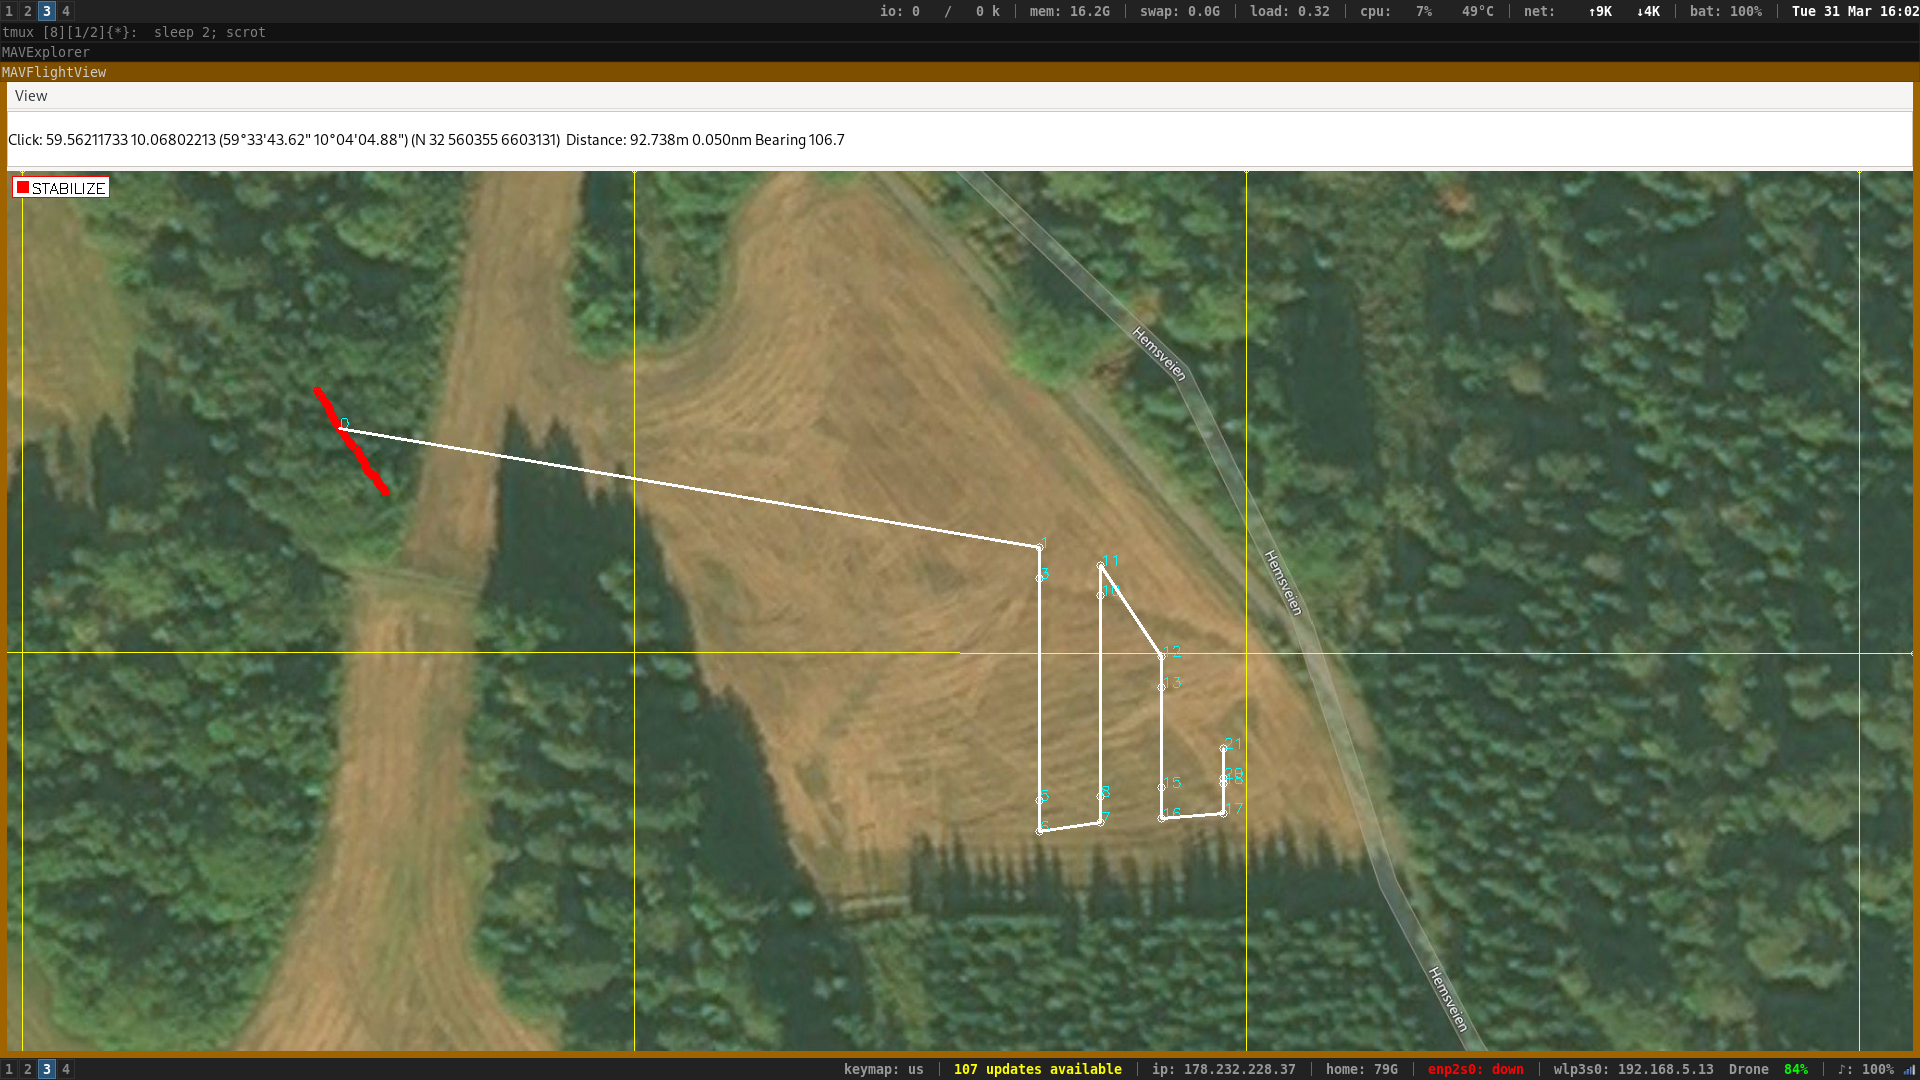 1 2 3 4 io: 0 / 0 k | mem: 16.2G | swap: 0.0G | load: 0.32 | cpu: 7% 49°C | net: ↑9K ↓4K | bat: 100% | Tue 31 Mar 16:02
tmux [8][1/2]{*}: sleep 2; scrot
MAVExplorer
MAVFlightView
View
Click: 59.56211733 10.06802213 (59°33'43.62" 10°04'04.88") (N 32 560355 6603131) Distance: 92.738m 0.050nm Bearing 106.7
STABILIZE
Hemsveien
0
1
11
3
10
Hemsveien
12
13
21
20
15
5
8
16
17
7
6
Hemsveien
1 2 3 4 keymap: us | 107 updates available | ip: 178.232.228.37 | home: 79G | enp2s0: down | wlp3s0: 192.168.5.13 Drone 84% | ♪: 100%